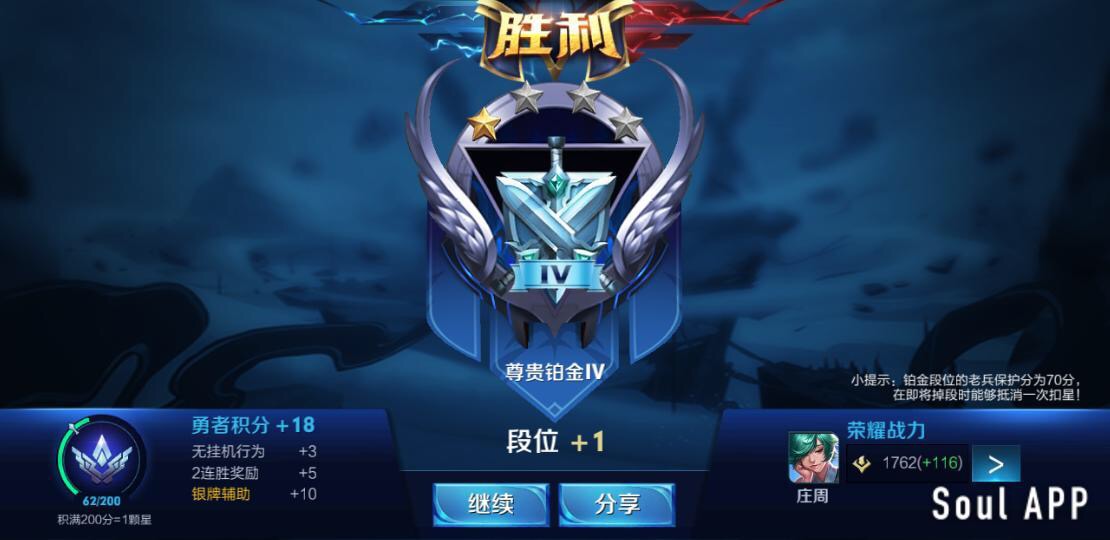 胜利
IV
尊贵铂金IV
段位 +1
继续
分享
勇者积分 +18
无挂机行为 +3
2连胜奖励 +5
银牌辅助 +10
62/200
积满200分=1颗星
小提示：铂金段位的老兵保护分为70分，
在即将掉段时能够抵消一次扣星！
荣耀战力
1762(+116)
>
庄周
Soul APP